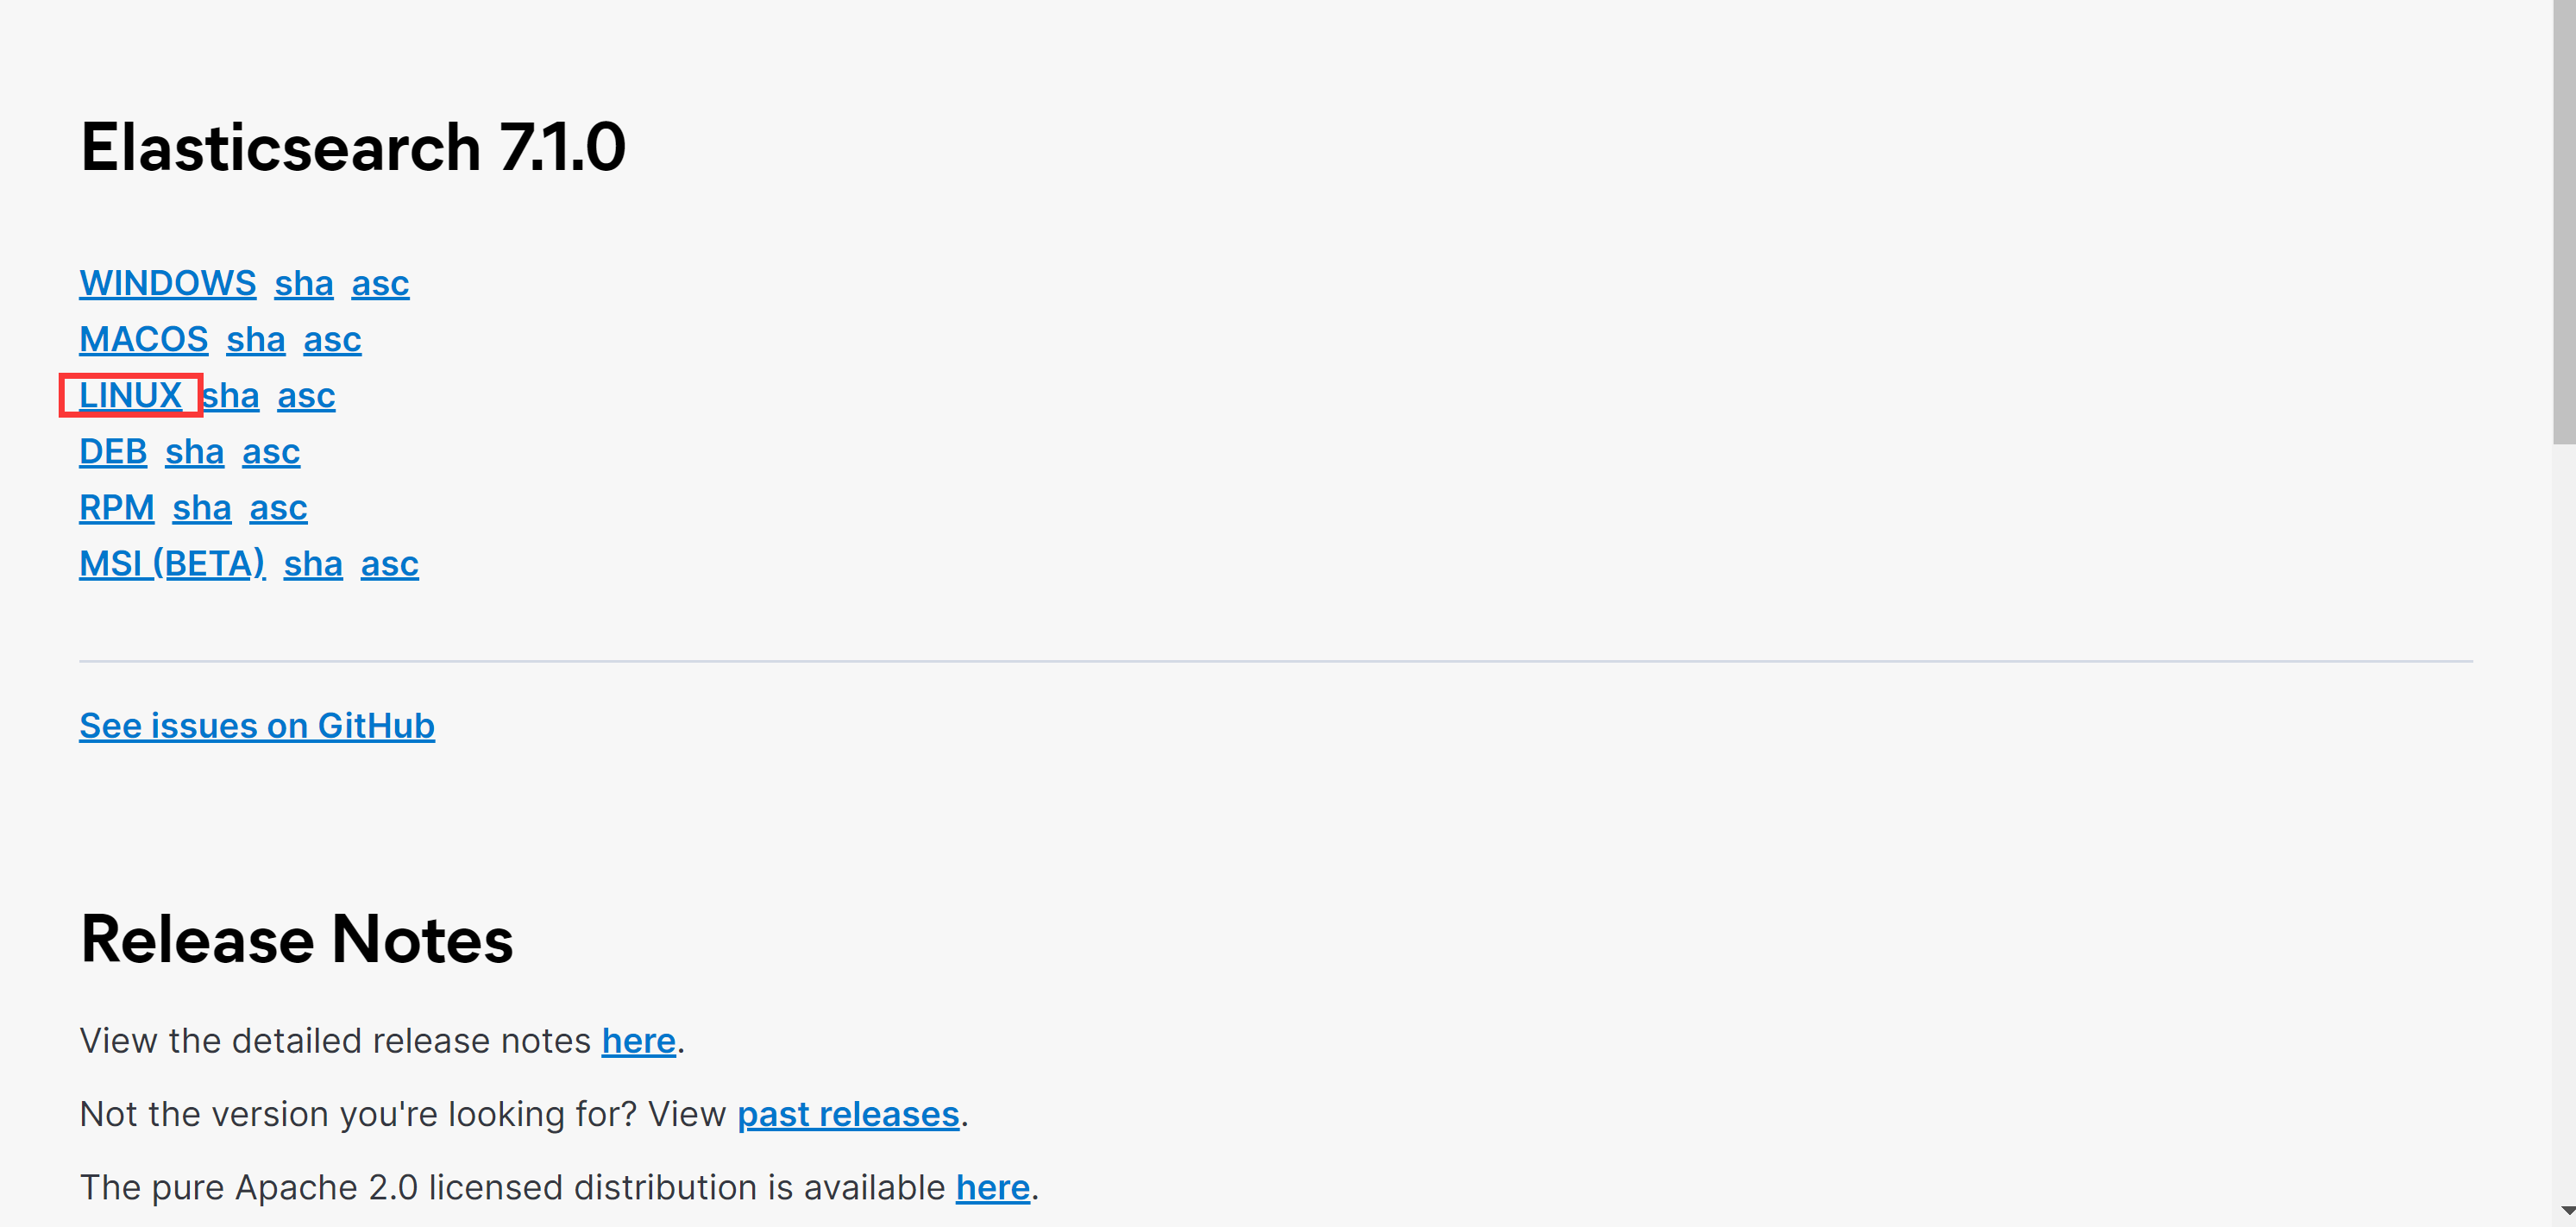 Elasticsearch 7.1.0
WINDOWS sha asc
MACOS sha asc
LINUX sha asc
DEB sha asc
RPM sha asc
MSI (BETA) sha asc
See issues on GitHub
Release Notes
View the detailed release notes here.
Not the version you're looking for? View past releases.
The pure Apache 2.0 licensed distribution is available here.